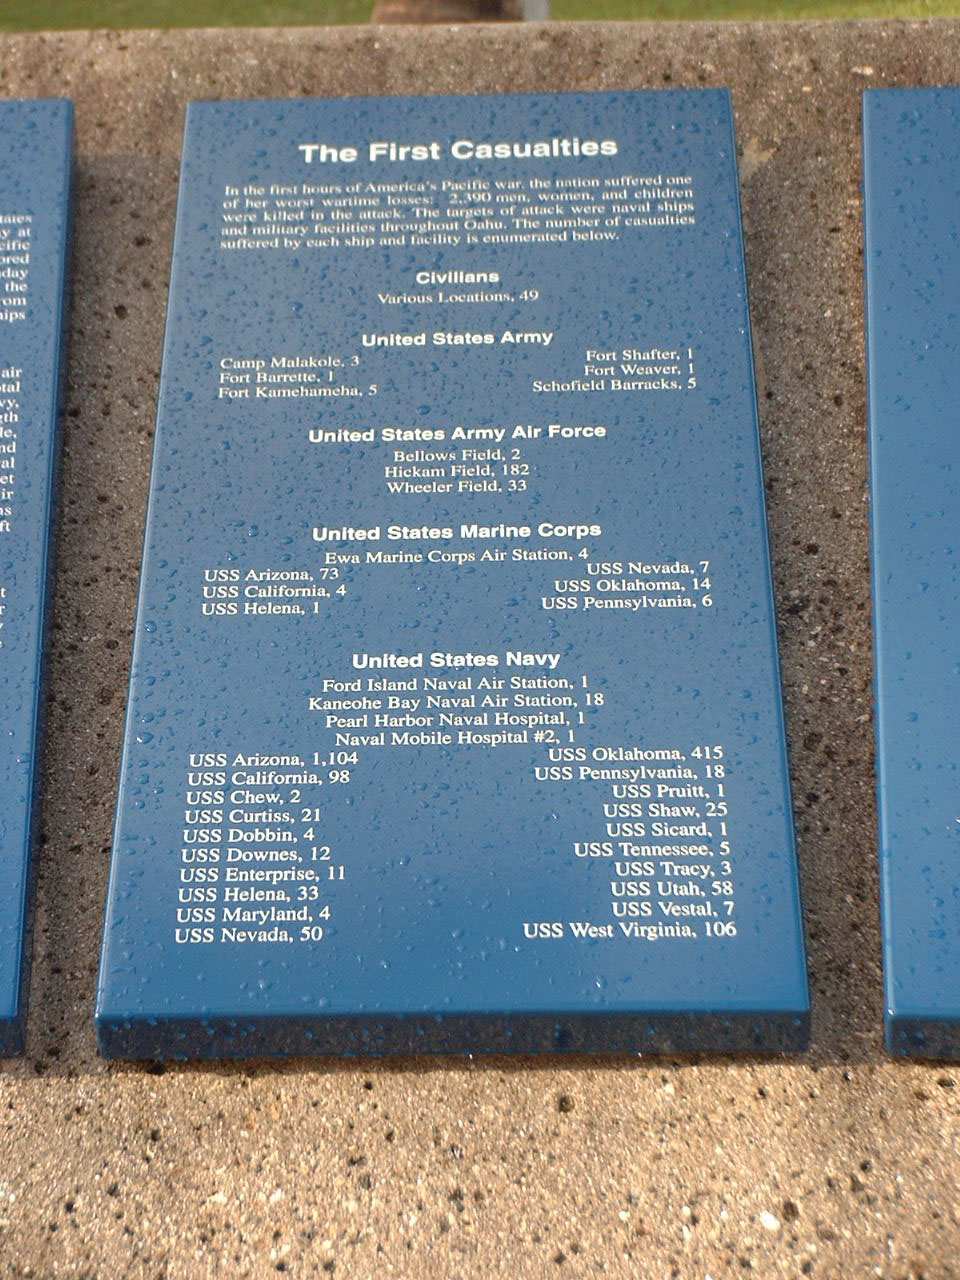 The First Casualties
In the first hours of America's Pacific war, the nation suffered one
of her worst wartime losses: 2,390 men, women, and children
were killed in the attack. The targets of attack were naval ships
and military facilities throughout Oahu. The number of casualties
suffered by each ship and facility is enumerated below.
Civilians
Various Locations, 49
United States Army
Camp Malakole, 3
Fort Barrette, 1
Fort Kamehameha, 5
Fort Shafter, 1
Fort Weaver, 1
Schofield Barracks, 5
United States Army Air Force
Bellows Field, 2
Hickam Field, 182
Wheeler Field, 33
United States Marine Corps
Ewa Marine Corps Air Station, 4
USS Arizona, 73
USS California, 4
USS Helena, 1
USS Nevada, 7
USS Oklahoma, 14
USS Pennsylvania, 6
United States Navy
Ford Island Naval Air Station, 1
Kaneohe Bay Naval Air Station, 18
Pearl Harbor Naval Hospital, 1
Naval Mobile Hospital #2, 1
USS Arizona, 1,104
USS California, 98
USS Chew, 2
USS Curtiss, 21
USS Dobbin, 4
USS Downes, 12
USS Enterprise, 11
USS Helena, 33
USS Maryland, 4
USS Nevada, 50
USS Oklahoma, 415
USS Pennsylvania, 18
USS Pruitt, 1
USS Shaw, 25
USS Sicard, 1
USS Tennessee, 5
USS Tracy, 3
USS Utah, 58
USS Vestal, 7
USS West Virginia, 106